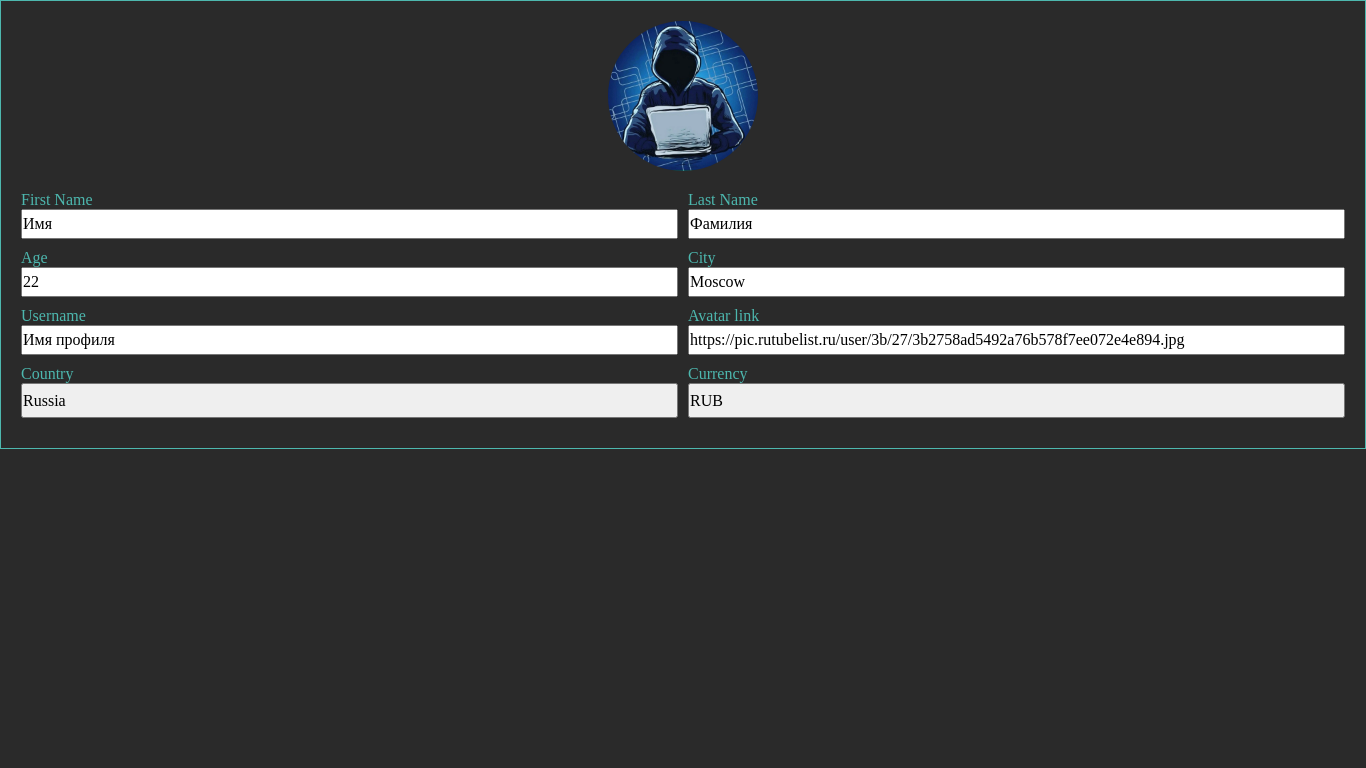 First Name
Last Name
Имя
Фамилия
Age
City
22
Moscow
Username
Avatar link
Имя профиля
https://pic.rutubelist.ru/user/3b/27/3b2758ad5492a76b578f7ee072e4e894.jpg
Country
Currency
Russia
RUB